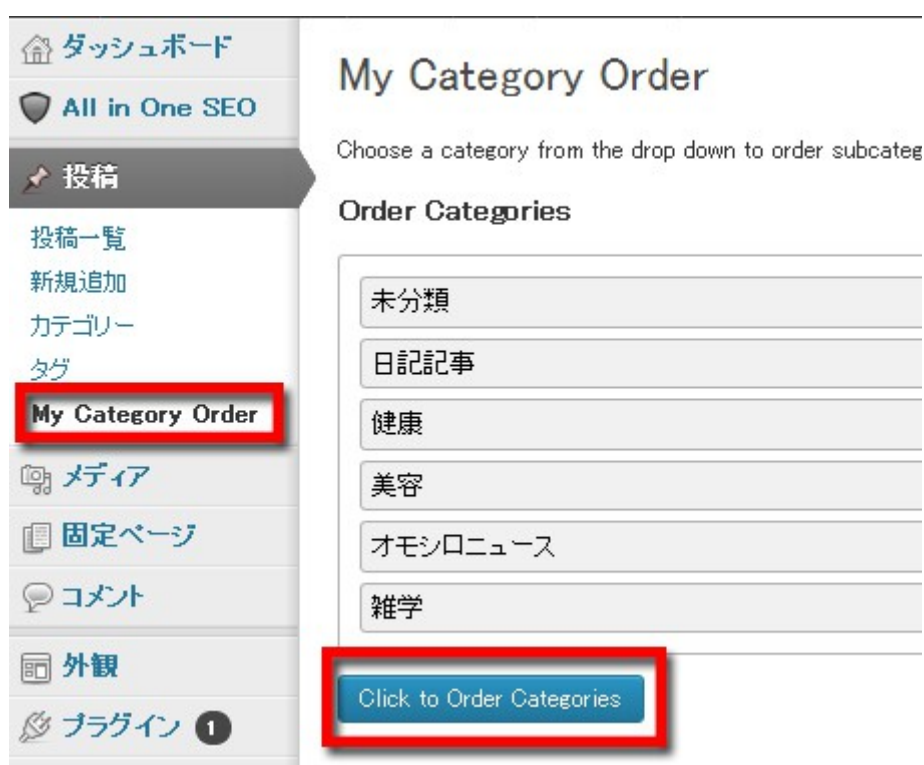 ダッシュボード
All in One SEO
投稿
投稿一覧
新規追加
カテゴリー
タグ
My Category Order
メディア
固定ページ
コメント
外観
プラグイン 1
My Category Order
Choose a category from the drop down to order subcateg
Order Categories
未分類
日記記事
健康
美容
オモシロニュース
雑学
Click to Order Categories